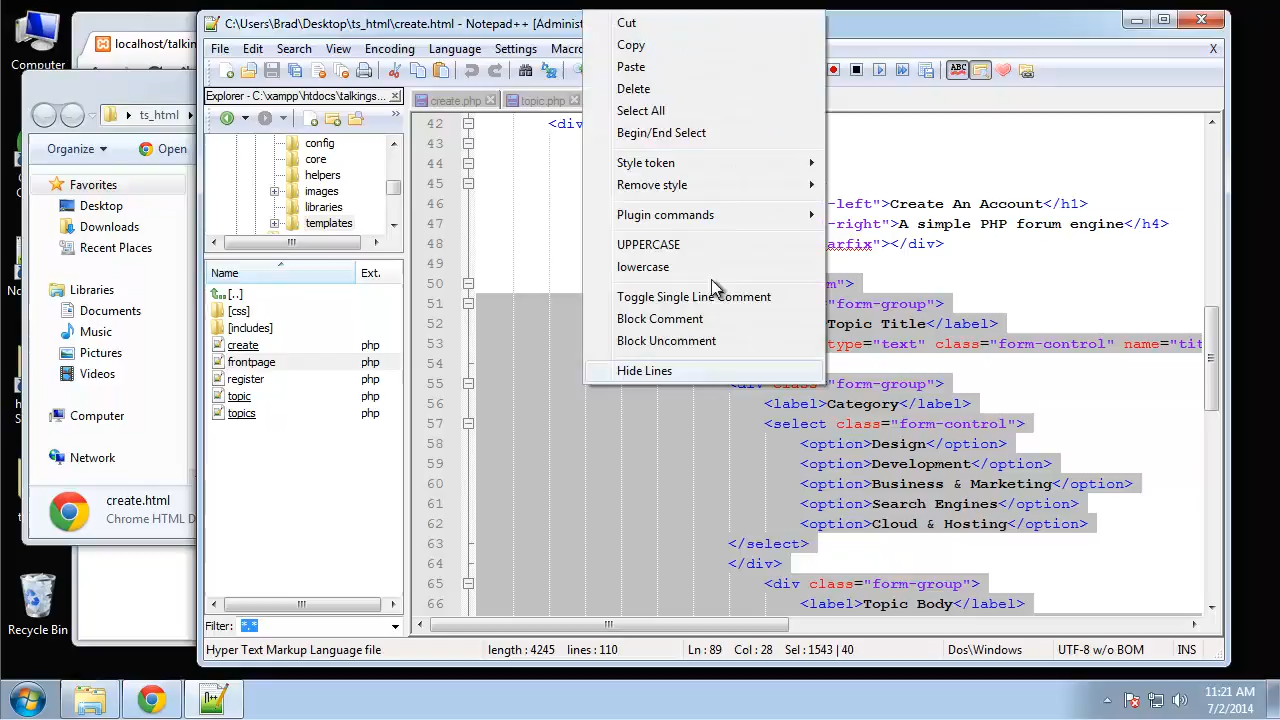 Computer
localhost/talkin
C:\Users\Brad\Desktop\ts_html\create.html - Notepad++ [Administ
File Edit Search View Encoding Language Settings Macro
X
Explorer - C:\xampp\htdocs\talkings...
create.php
topic.php
ts_html
Organize
Open
Favorites
Desktop
Downloads
Recent Places
Libraries
Documents
Music
Pictures
Videos
Computer
Network
create.html
Chrome HTML D
Recycle Bin
config
core
helpers
images
libraries
templates
Name Ext.
[..]
[css]
[includes]
create php
frontpage php
register php
topic php
topics php
Filter: *.*
Cut
Copy
Paste
Delete
Select All
Begin/End Select
Style token
Remove style
Plugin commands
UPPERCASE
lowercase
Toggle Single Line Comment
Block Comment
Block Uncomment
Hide Lines
42 <div
43
44
45
46 -left">Create An Account</h1>
47 -right">A simple PHP forum engine</h4>
48 arfix"></div>
49
50 m">
51 "form-group">
52 Topic Title</label>
53 type="text" class="form-control" name="tit
54
55 <div class="form-group">
56 <label>Category</label>
57 <select class="form-control">
58 <option>Design</option>
59 <option>Development</option>
60 <option>Business & Marketing</option>
61 <option>Search Engines</option>
62 <option>Cloud & Hosting</option>
63 </select>
64 </div>
65 <div class="form-group">
66 <label>Topic Body</label>
Hyper Text Markup Language file length : 4245 lines : 110 Ln : 89 Col : 28 Sel : 1543 | 40 Dos\Windows UTF-8 w/o BOM INS
11:21 AM
7/2/2014